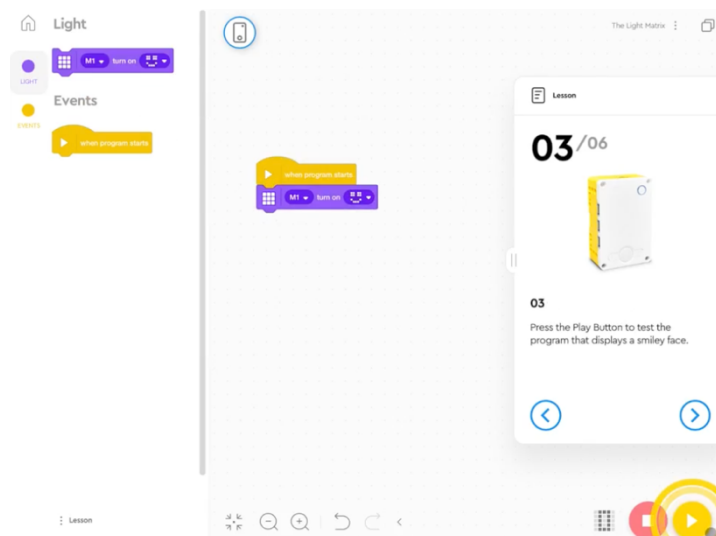 Light
The Light Matrix
M1 turn on
LIGHT
Lesson
Events
EVENTS
when program starts
03/06
when program starts
M1 turn on
03
Press the Play Button to test the
program that displays a smiley face.
Lesson